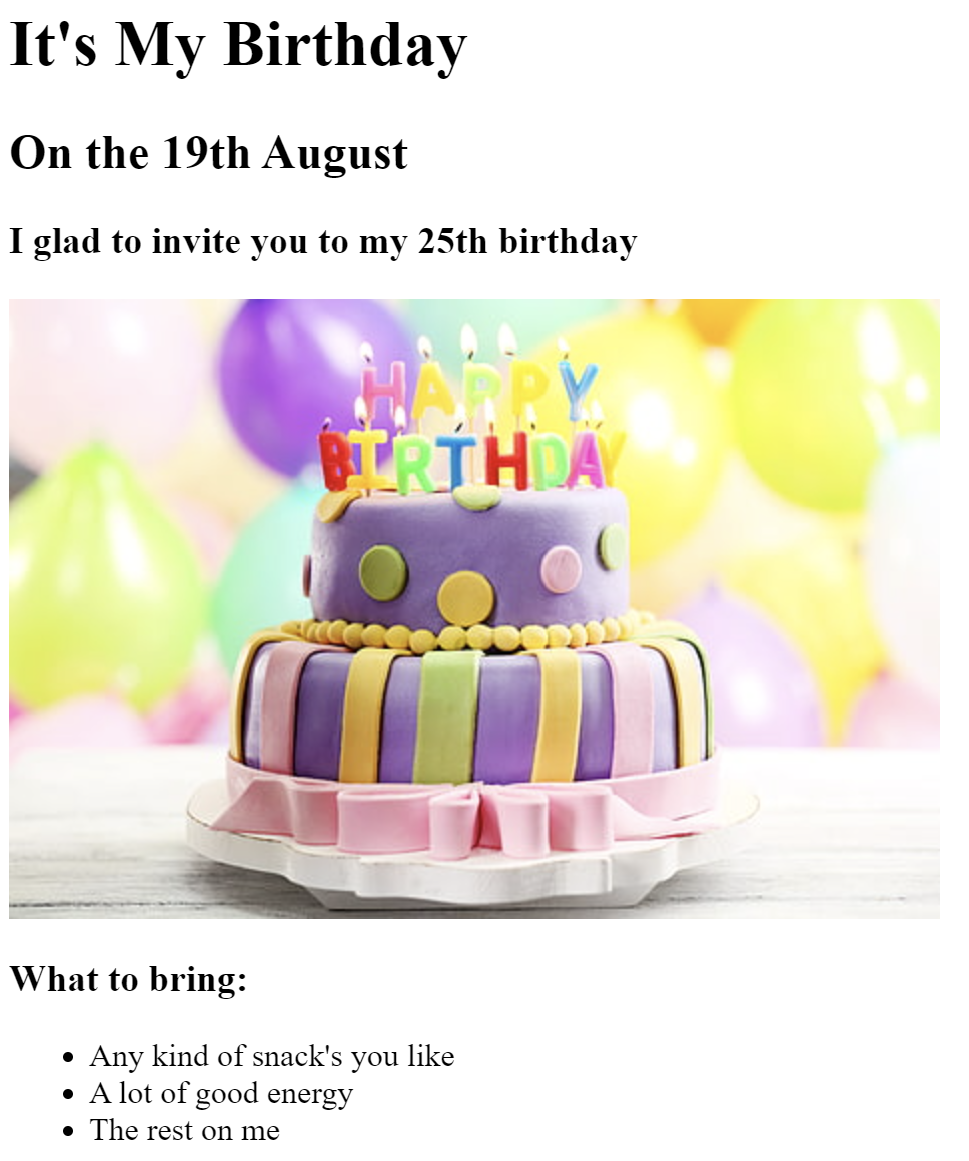 It's My Birthday
On the 19th August
I glad to invite you to my 25th birthday
HAPPY
BIRTHDAY
What to bring:
Any kind of snack's you like
A lot of good energy
The rest on me